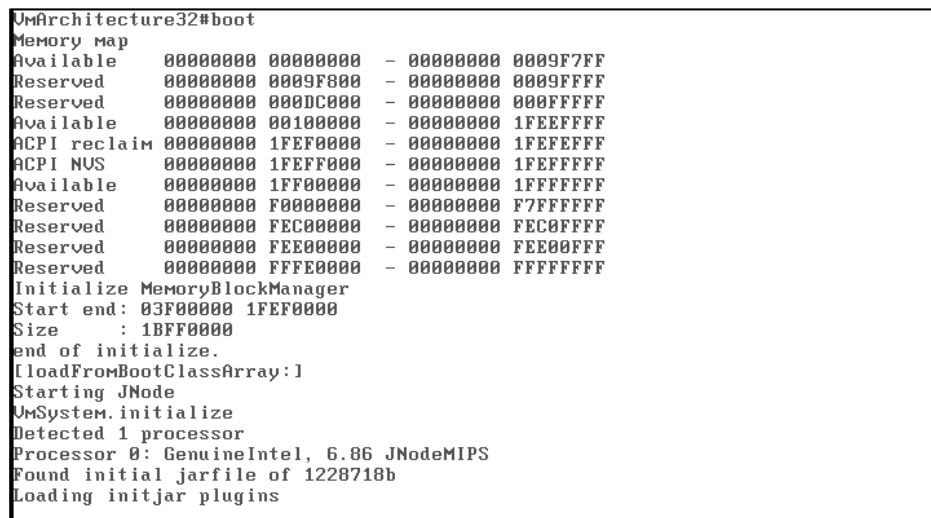 VmArchitecture32#boot
Memory map
Available 00000000 00000000 - 00000000 0009F7FF
Reserved 00000000 0009F800 - 00000000 0009FFFF
Reserved 00000000 000DC000 - 00000000 000FFFFF
Available 00000000 00100000 - 00000000 1FEEFFFF
ACPI reclaim 00000000 1FEF0000 - 00000000 1FEFEFFF
ACPI NVS 00000000 1FEFF000 - 00000000 1FEFFFFF
Available 00000000 1FF00000 - 00000000 1FFFFFFF
Reserved 00000000 F0000000 - 00000000 F7FFFFFF
Reserved 00000000 FEC00000 - 00000000 FEC0FFFF
Reserved 00000000 FEE00000 - 00000000 FEE00FFF
Reserved 00000000 FFFE0000 - 00000000 FFFFFFFF
Initialize MemoryBlockManager
Start end: 03F00000 1FEF0000
Size : 1BFF0000
end of initialize.
[loadFromBootClassArray:]
Starting JNode
VmSystem.initialize
Detected 1 processor
Processor 0: GenuineIntel, 6.86 JNodeMIPS
Found initial jarfile of 1228718b
Loading initjar plugins